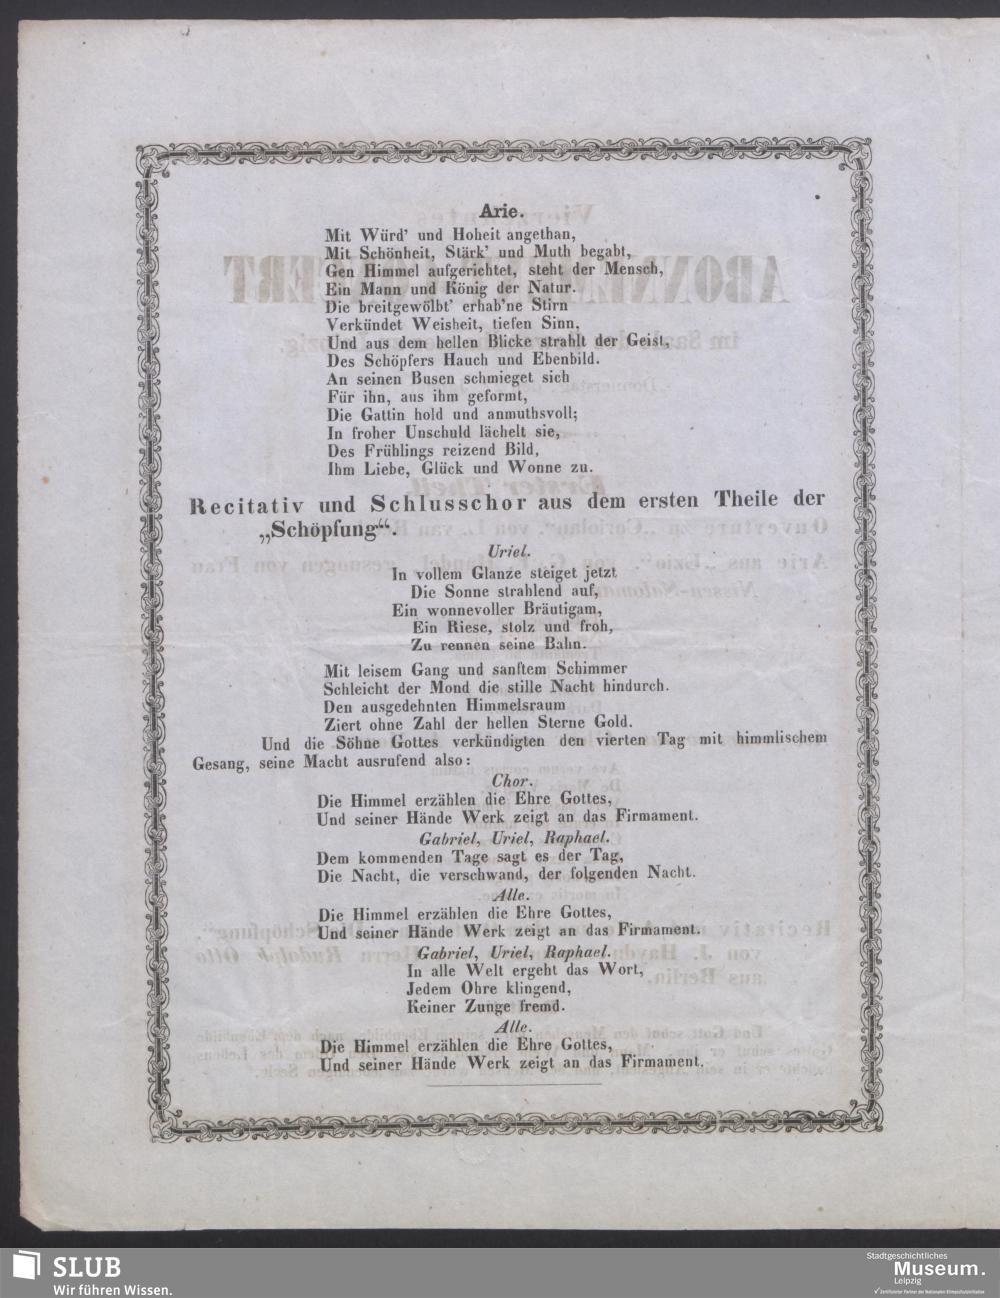 Arie.
Mit Würd' und Hoheit angethan,
Mit Schönheit, Stärk' und Muth begabt,
Gen Himmel aufgerichtet, steht der Mensch,
Ein Mann und König der Natur.
Die breitgewölbt' erhab'ne Stirn
Verkündet Weisheit, tiefen Sinn,
Und aus dem hellen Blicke strahlt der Geist,
Des Schöpfers Hauch und Ebenbild.
An seinen Busen schmieget sich
Für ihn, aus ihm geformt,
Die Gattin hold und anmuthsvoll;
In froher Unschuld lächelt sie,
Des Frühlings reizend Bild,
Ihm Liebe, Glück und Wonne zu.
Recitativ und Schlusschor aus dem ersten Theile der
„Schöpfung“.
Uriel.
In vollem Glanze steiget jetzt
Die Sonne strahlend auf,
Ein wonnevoller Bräutigam,
Ein Riese, stolz und froh,
Zu rennen seine Bahn.
Mit leisem Gang und sanftem Schimmer
Schleicht der Mond die stille Nacht hindurch.
Den ausgedehnten Himmelsraum
Ziert ohne Zahl der hellen Sterne Gold.
Und die Söhne Gottes verkündigten den vierten Tag mit himmlischem
Gesang, seine Macht ausrufend also:
Chor.
Die Himmel erzählen die Ehre Gottes,
Und seiner Hände Werk zeigt an das Firmament.
Gabriel, Uriel, Raphael.
Dem kommenden Tage sagt es der Tag,
Die Nacht, die verschwand, der folgenden Nacht.
Alle.
Die Himmel erzählen die Ehre Gottes,
Und seiner Hände Werk zeigt an das Firmament.
Gabriel, Uriel, Raphael.
In alle Welt ergeht das Wort,
Jedem Ohre klingend,
Keiner Zunge fremd.
Alle.
Die Himmel erzählen die Ehre Gottes,
Und seiner Hände Werk zeigt an das Firmament.
SLUB
Wir führen Wissen.
Stadtgeschichtliches
Museum.
Leipzig
Zertifizierter Partner der Nationalen Klimaschutzinitiative